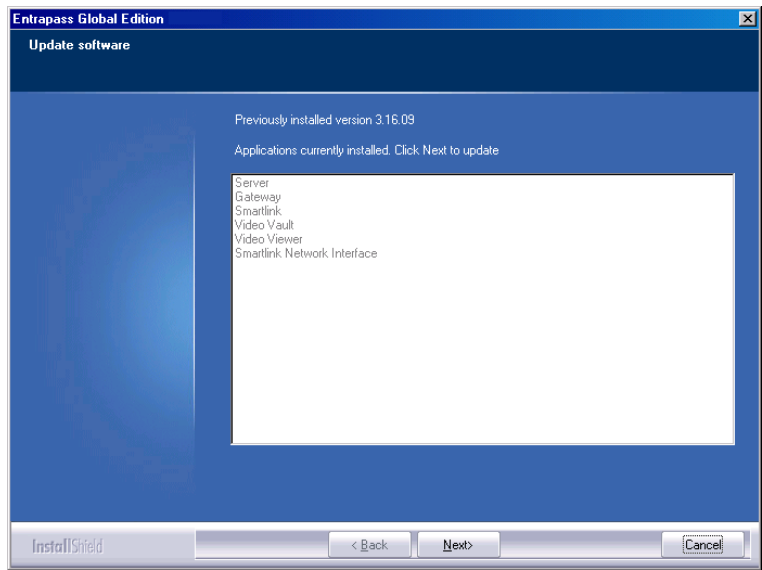 Entrapass Global Edition
Update software
Previously installed version 3.16.09
Applications currently installed. Click Next to update
Server
Gateway
Smartlink
Video Vault
Video Viewer
Smartlink Network Interface
InstallShield
< Back
Next>
Cancel